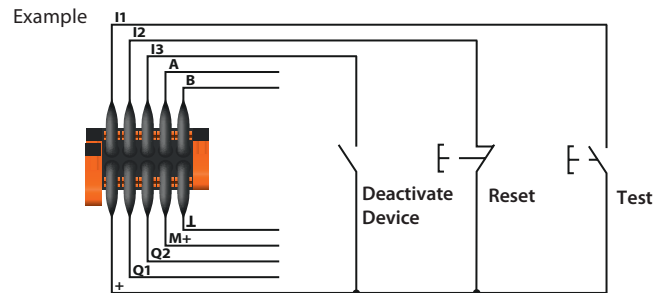 Example
I1
I2
I3
A
B
Deactivate
Device
Reset
Test
⊥
M+
Q2
Q1
+